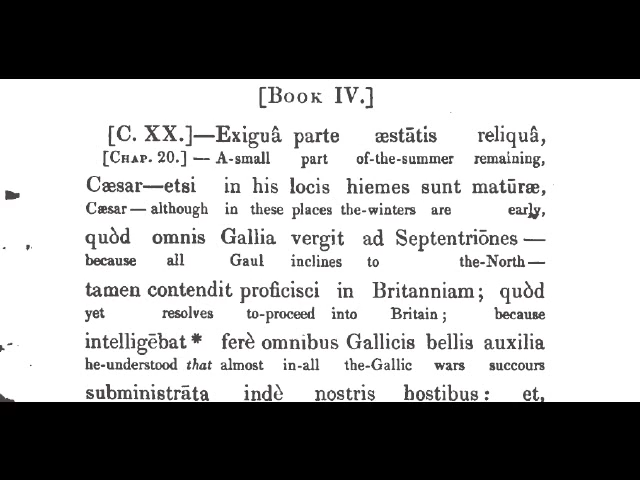 [Book IV.]
[C. XX.]—Exiguâ parte æstātis reliquâ,
[Chap. 20.] — A-small part of-the-summer remaining,
Cæsar—etsi in his locis hiemes sunt matūræ,
Cæsar — although in these places the-winters are early,
quòd omnis Gallia vergit ad Septentriōnes —
because all Gaul inclines to the-North—
tamen contendit proficisci in Britanniam; quòd
yet resolves to-proceed into Britain; because
intelligēbat * ferè omnibus Gallicis bellis auxilia
he-understood that almost in-all the-Gallic wars succours
subministrāta indè nostris hostibus: et,